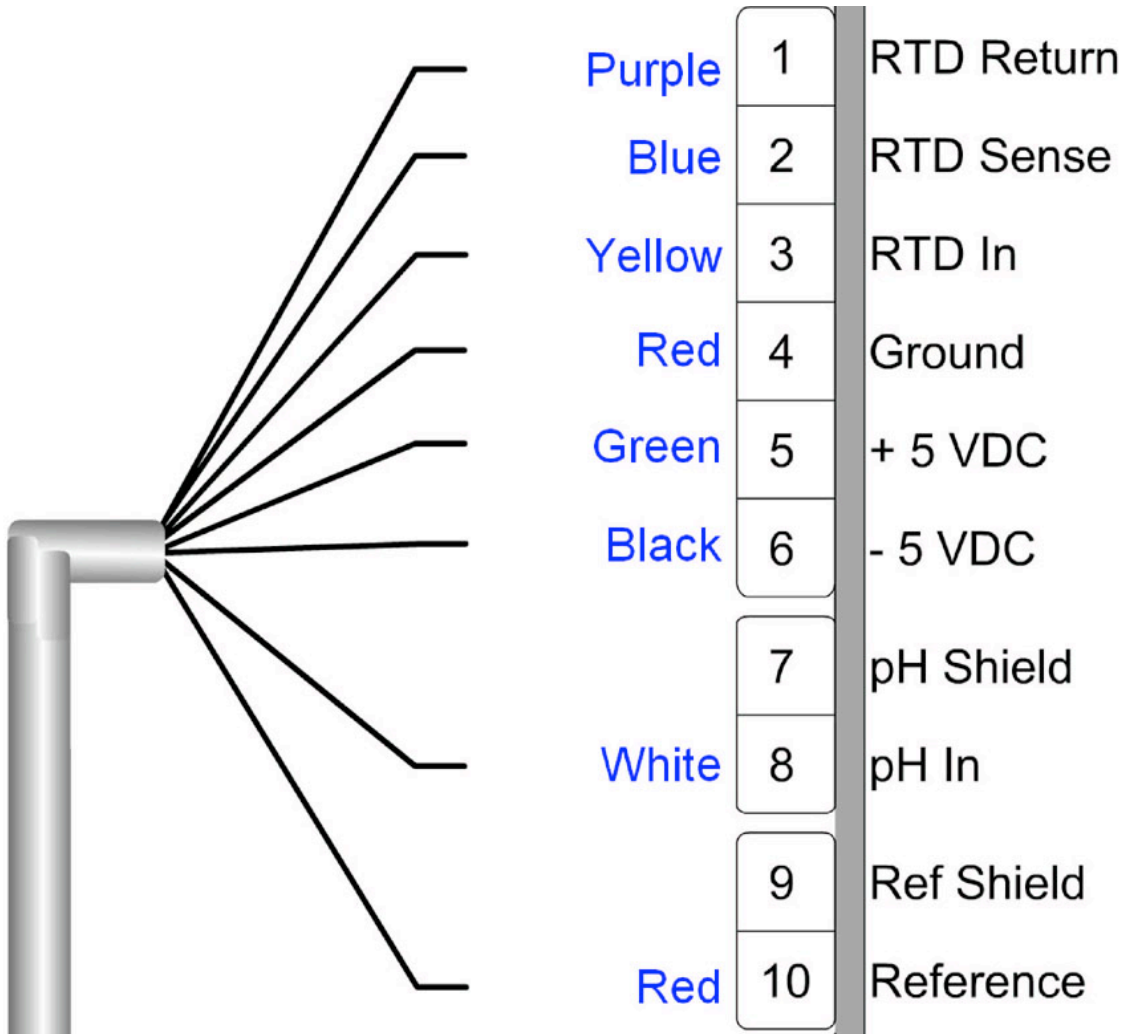 Purple 1 RTD Return
Blue 2 RTD Sense
Yellow 3 RTD In
Red 4 Ground
Green 5 + 5 VDC
Black 6 - 5 VDC
7 pH Shield
White 8 pH In
9 Ref Shield
Red 10 Reference